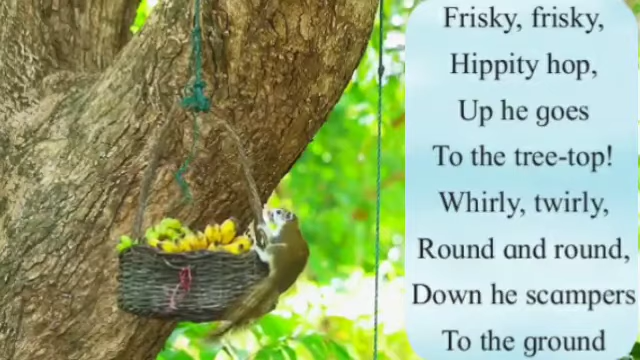 Frisky, frisky,
Hippity hop,
Up he goes
To the tree-top!
Whirly, twirly,
Round and round,
Down he scampers
To the ground